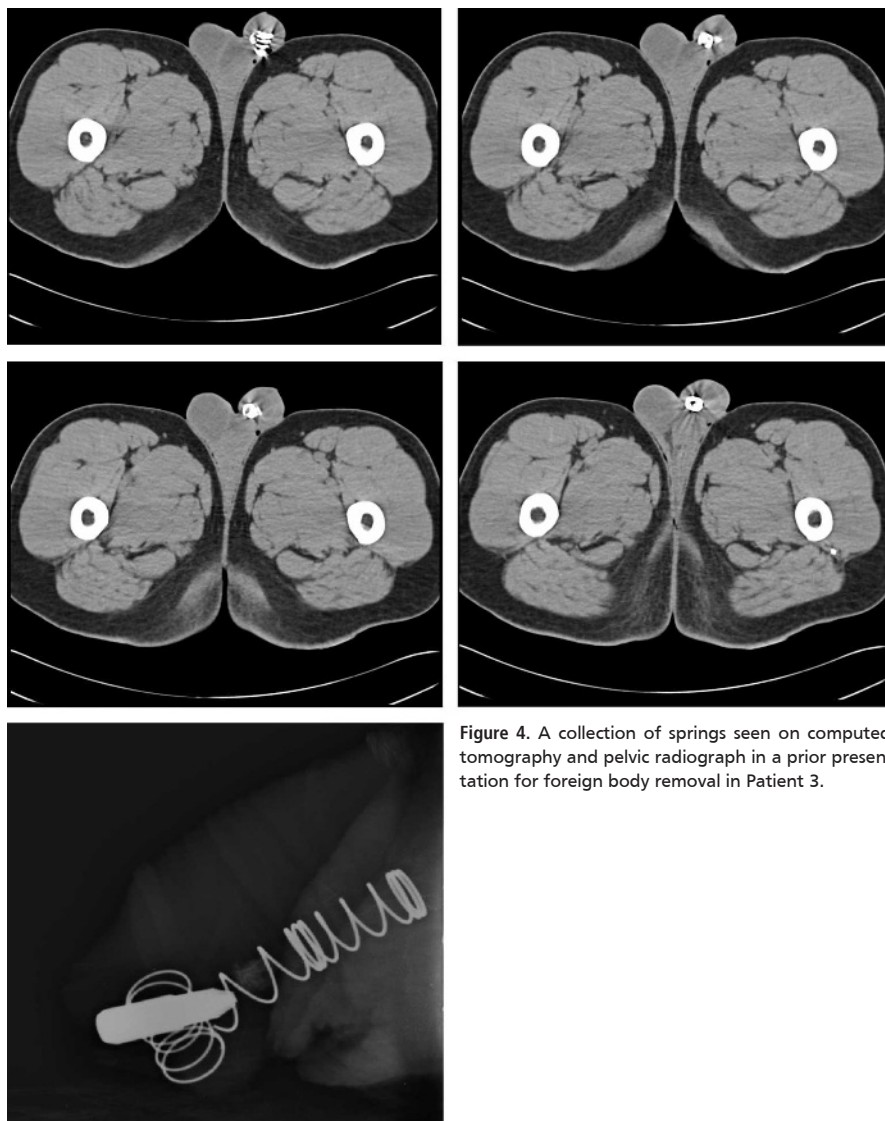 Figure 4. A collection of springs seen on computed
tomography and pelvic radiograph in a prior presen
tation for foreign body removal in Patient 3.